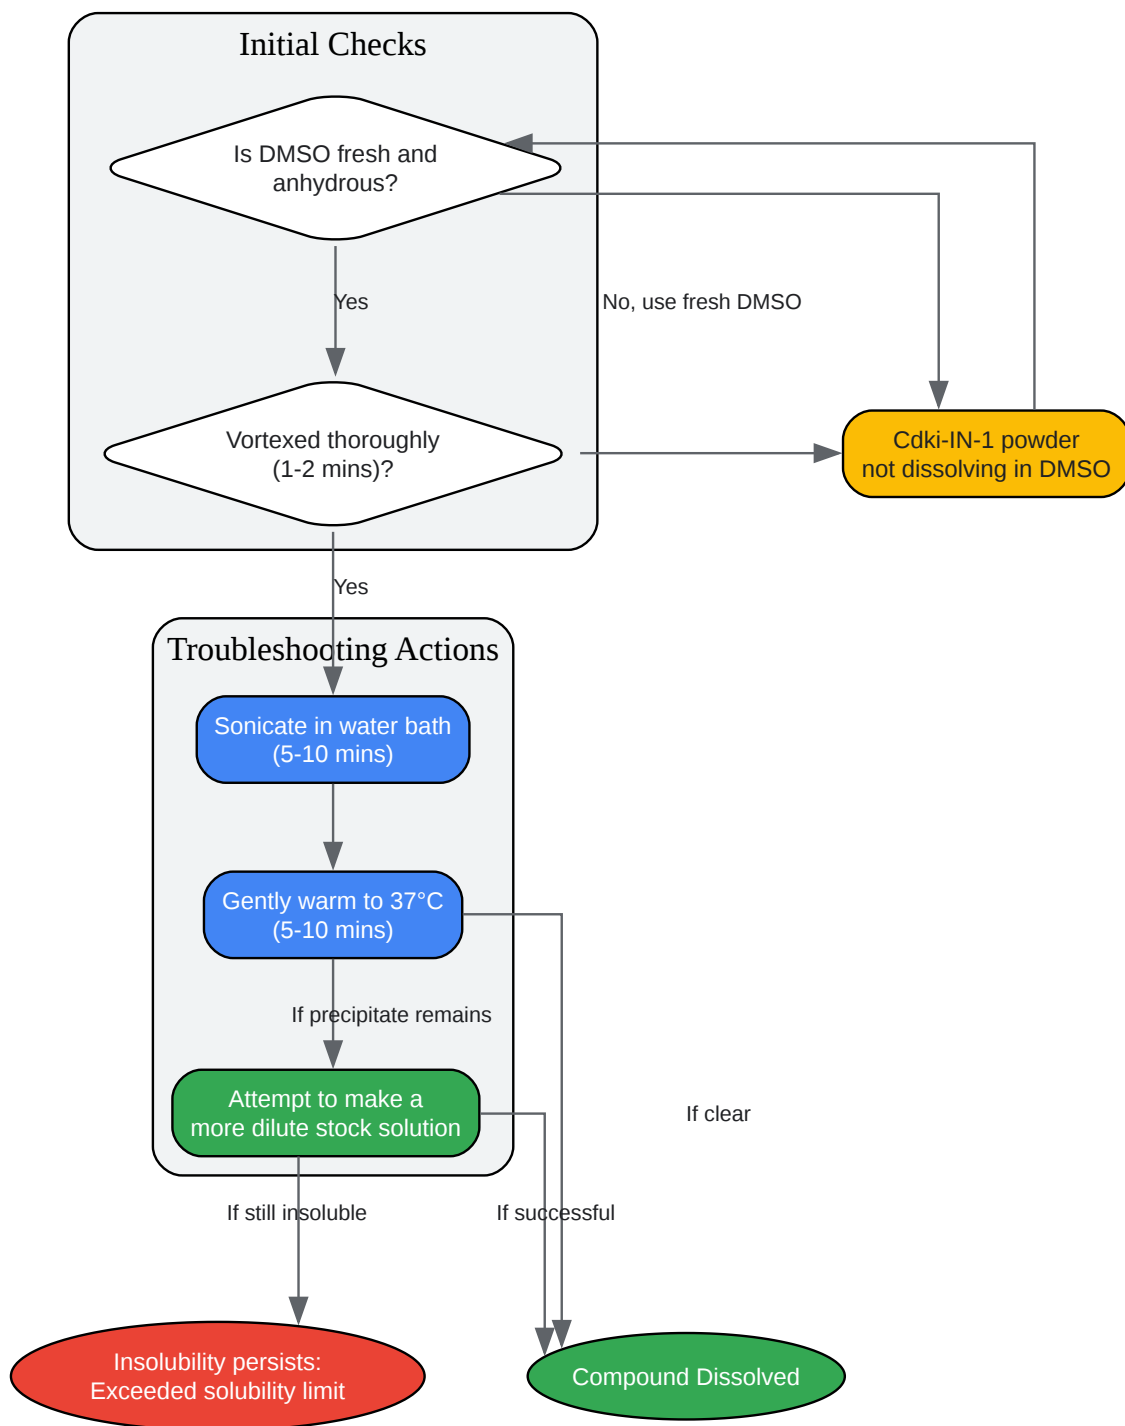 Initial Checks
Is DMSO fresh and
anhydrous?
Yes
No, use fresh DMSO
Vortexed thoroughly
(1-2 mins)?
Cdki-IN-1 powder
not dissolving in DMSO
Yes
Troubleshooting Actions
Sonicate in water bath
(5-10 mins)
Gently warm to 37°C
(5-10 mins)
If precipitate remains
Attempt to make a
more dilute stock solution
If clear
If still insoluble
If successful
Insolubility persists:
Exceeded solubility limit
Compound Dissolved